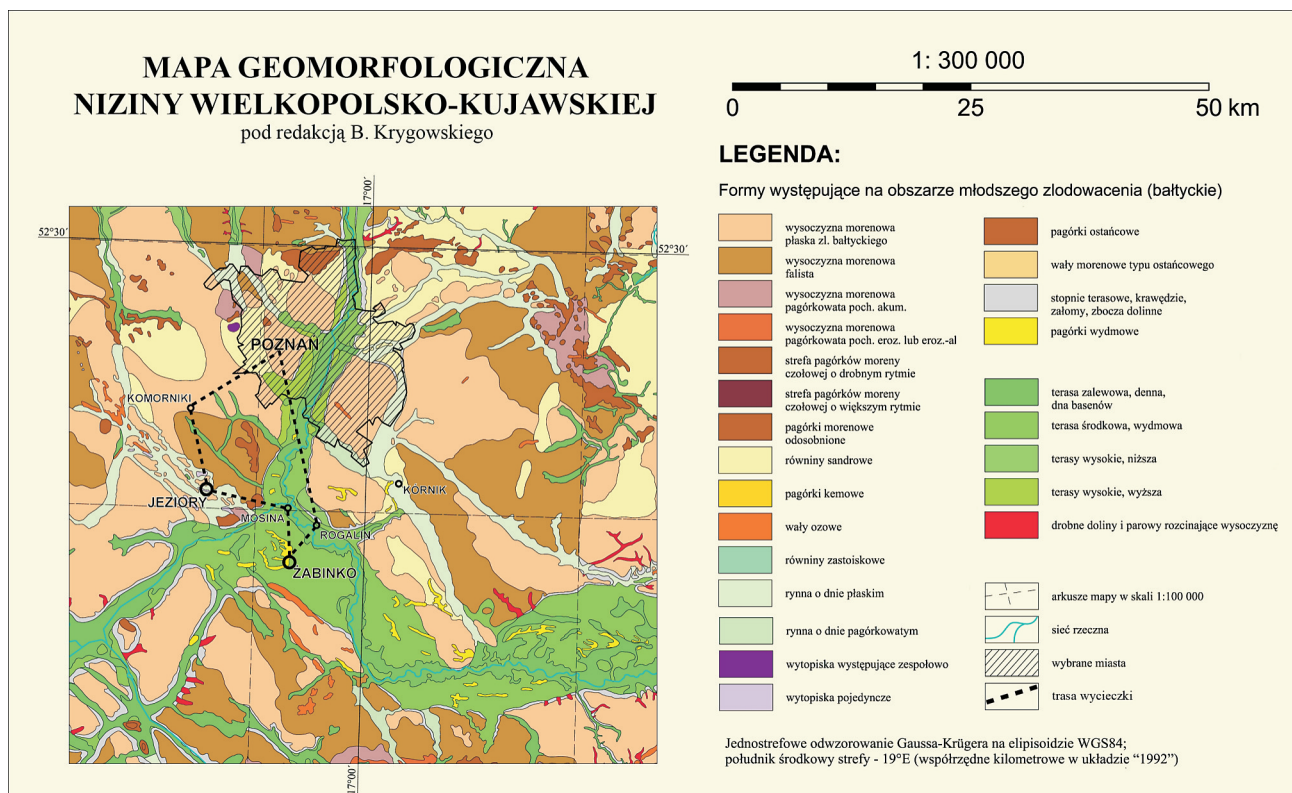 MAPA GEOMORFOLOGICZNA
NIZINY WIELKOPOLSKO-KUJAWSKIEJ
pod redakcją B. Krygowskiego
1: 300 000
0
25
50 km
17°00´
52°30´
52°30´
POZNAŃ
KOMORNIKI
JEZIORY
MOSINA
KÓRNIK
ROGALIN
ŻABINKO
17°00´
LEGENDA:
Formy występujące na obszarze młodszego zlodowacenia (bałtyckie)
wysoczyzna morenowa
płaska zl. bałtyckiego
wysoczyzna morenowa
falista
wysoczyzna morenowa
pagórkowata poch. akum.
wysoczyzna morenowa
pagórkowata poch. eroz. lub eroz.-al
strefa pagórków moreny
czołowej o drobnym rytmie
strefa pagórków moreny
czołowej o większym rytmie
pagórki morenowe
odosobnione
równiny sandrowe
pagórki kemowe
wały ozowe
równiny zastoiskowe
rynna o dnie płaskim
rynna o dnie pagórkowatym
wytopiska występujące zespołowo
wytopiska pojedyncze
pagórki ostańcowe
wały morenowe typu ostańcowego
stopnie terasowe, krawędzie,
załomy, zbocza dolinne
pagórki wydmowe
terasa zalewowa, denna,
dna basenów
terasa środkowa, wydmowa
terasy wysokie, niższa
terasy wysokie, wyższa
drobne doliny i parowy rozcinające wysoczyznę
arkusze mapy w skali 1:100 000
sieć rzeczna
wybrane miasta
trasa wycieczki
Jednostrefowe odwzorowanie Gaussa-Krügera na elipisoidzie WGS84;
południk środkowy strefy - 19°E (współrzędne kilometrowe w układzie “1992”)